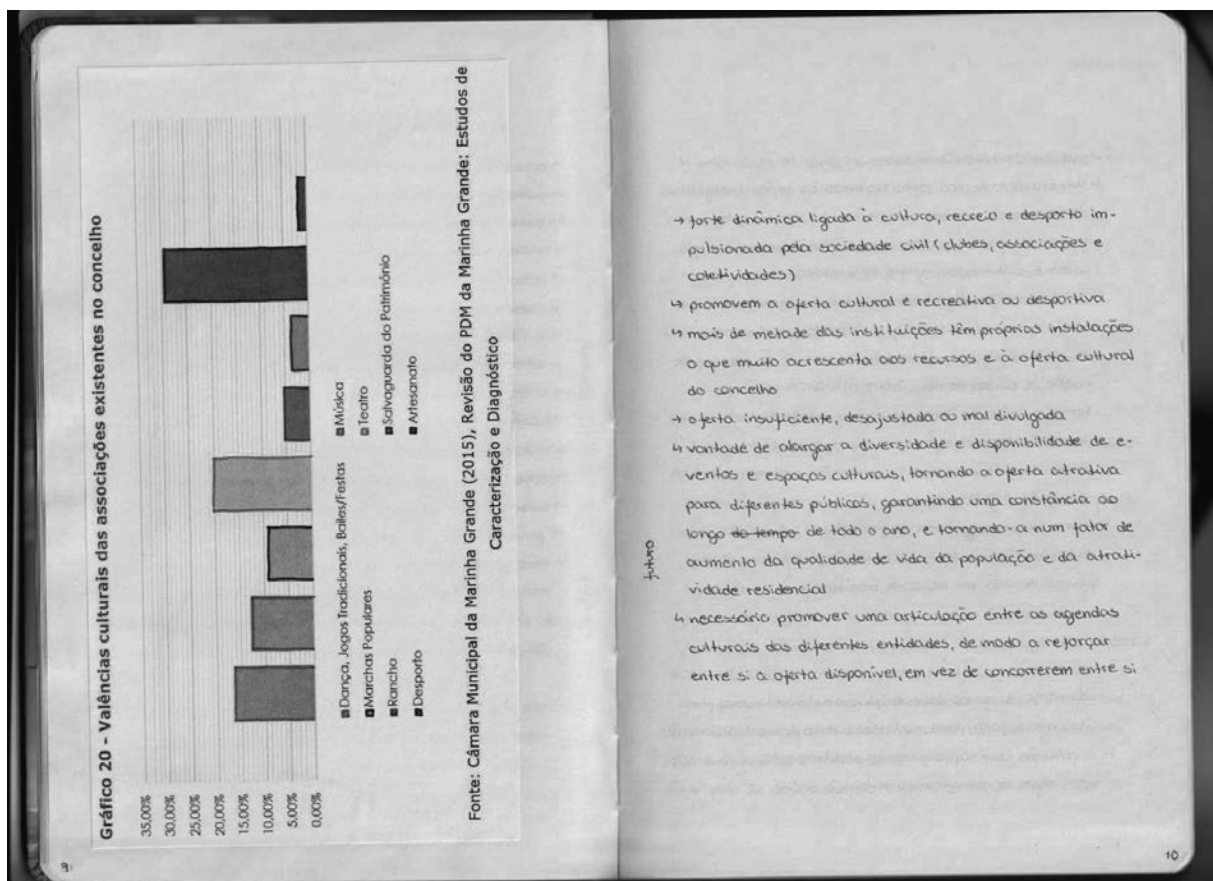 Gráfico 20 - Valências culturais das associações existentes no concelho
35,00%
30,00%
25,00%
20,00%
15,00%
10,00%
5,00%
0,00%
Dança, Jogos Tradicionais, Bailes/Festas
Música
Marchas Populares
Teatro
Rancho
Salvaguarda do Património
Desporto
Artesanato
Fonte: Câmara Municipal da Marinha Grande (2015), Revisão do PDM da Marinha Grande: Estudos de
Caracterização e Diagnóstico
9
→ forte dinâmica ligada à cultura, recreio e desporto im-
pulsionada pela sociedade civil (clubes, associações e
coletividades)
↳ promovem a oferta cultural e recreativa ou desportiva
↳ mais de metade das instituições têm próprias instalações
o que muito acrescenta aos recursos e à oferta cultural
do concelho
→ oferta insuficiente, desajustada ou mal divulgada
↳ vontade de alargar a diversidade e disponibilidade de e-
ventos e espaços culturais, tornando a oferta atrativa
para diferentes públicos, garantindo uma constância ao
longo do tempo de todo o ano, e tornando-a num fator de
futuro
aumento da qualidade de vida da população e da atrati-
vidade residencial
↳ necessário promover uma articulação entre as agendas
culturais das diferentes entidades, de modo a reforçar
entre si a oferta disponível, em vez de concorrerem entre si
10